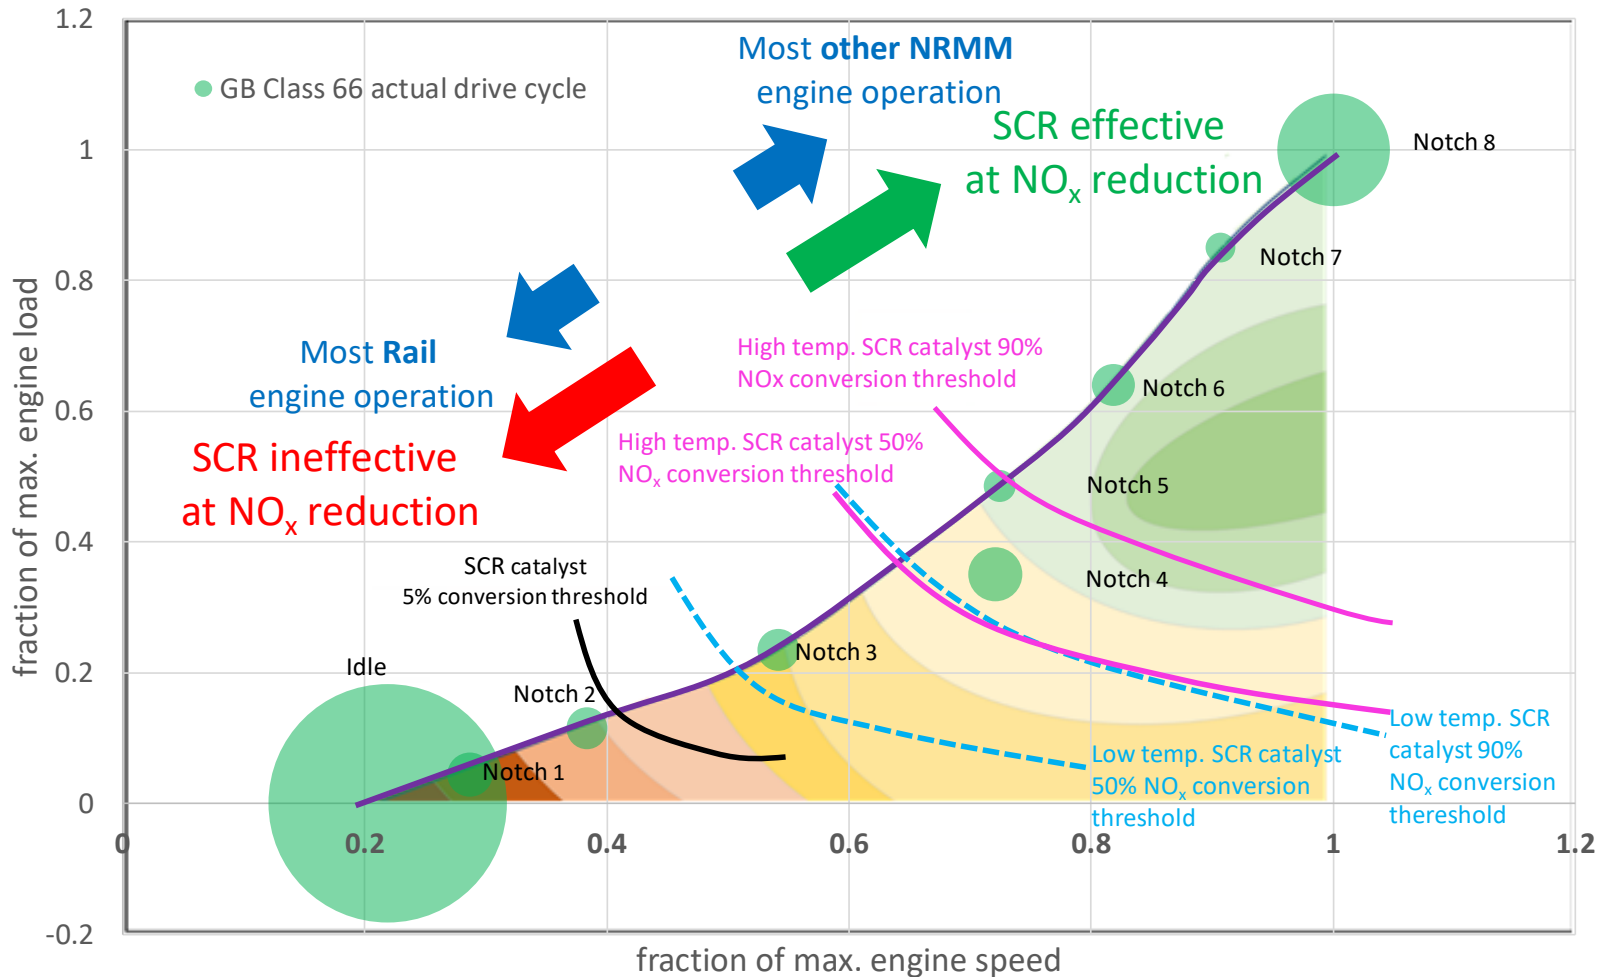 1.2
1
0.8
0.6
0.4
0.2
0
-0.2
fraction of max. engine load
GB Class 66 actual drive cycle
Most other NRMM
engine operation
SCR effective
at NOx reduction
Notch 8
Notch 7
Most Rail
engine operation
SCR ineffective
at NOx reduction
High temp. SCR catalyst 90%
NOx conversion threshold
High temp. SCR catalyst 50%
NOx conversion threshold
Notch 6
Notch 5
Notch 4
SCR catalyst
5% conversion threshold
Notch 3
Idle
Notch 2
Notch 1
Low temp. SCR catalyst
50% NOx conversion
threshold
Low temp. SCR
catalyst 90%
NOx conversion
thereshold
0
0.2
0.4
0.6
0.8
1
1.2
fraction of max. engine speed